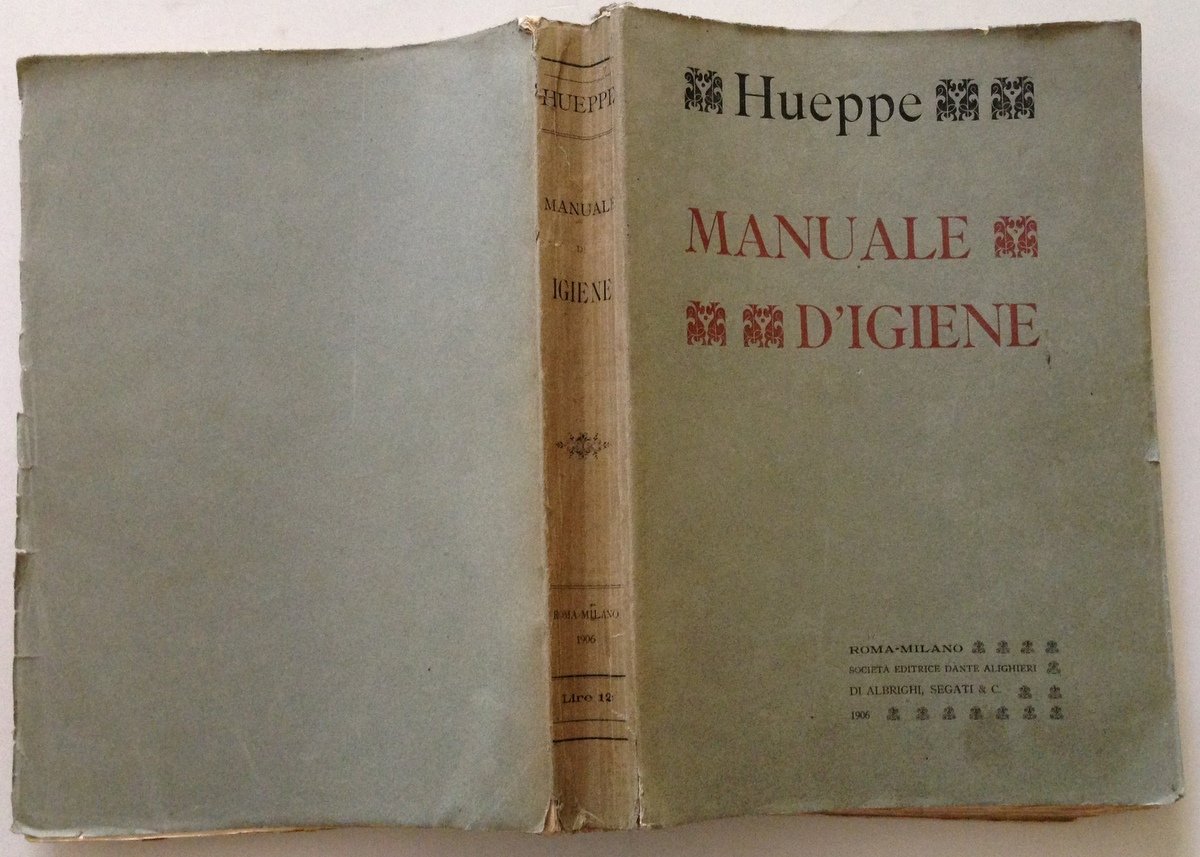 HUEPPE
MANUALE
D
IGIENE
ROMA-MILANO
1906
Lire 12
Hueppe
MANUALE
D'IGIENE
ROMA-MILANO
SOCIETÀ EDITRICE DANTE ALIGHIERI
DI ALBRIGHI, SEGATI & C.
1906